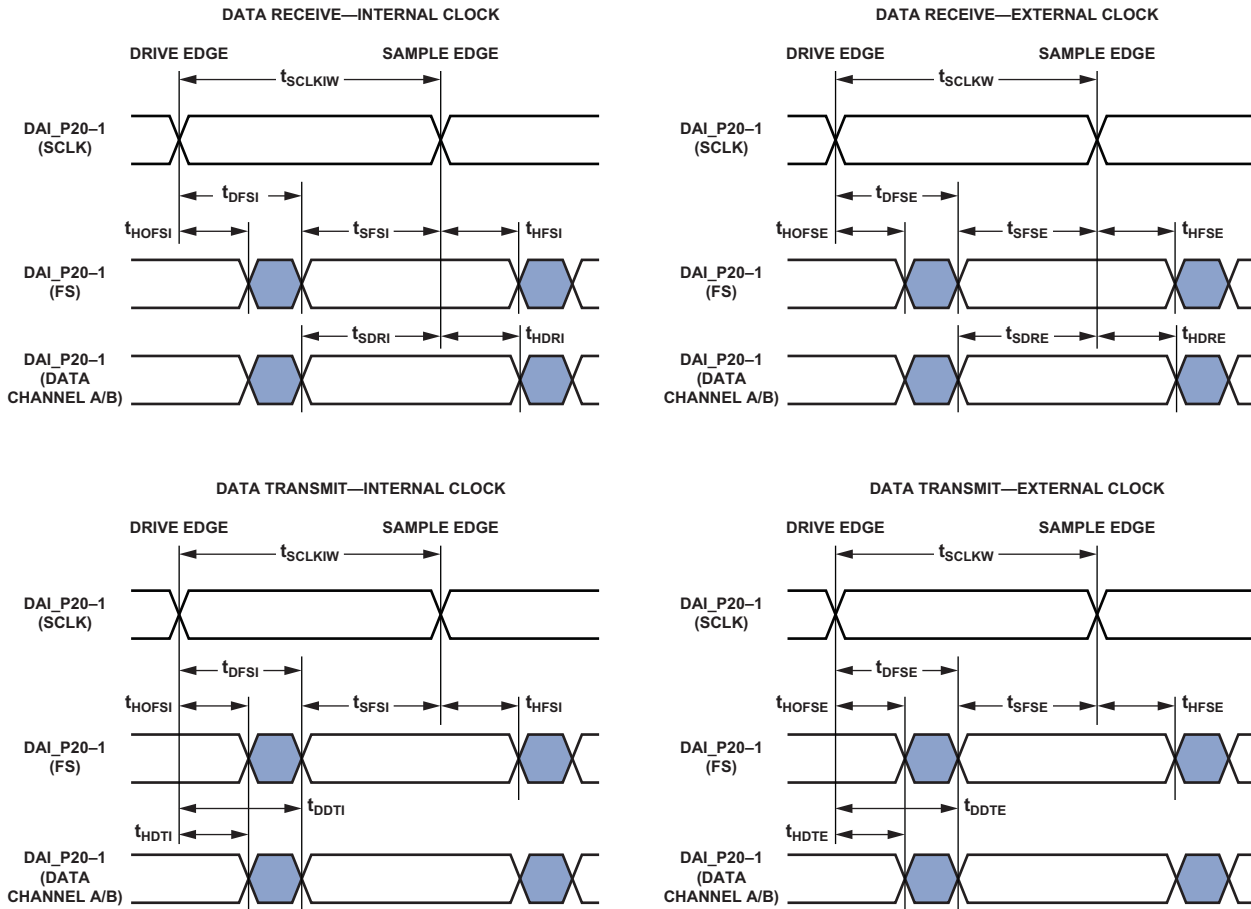 DATA RECEIVE—INTERNAL CLOCK
DRIVE EDGE
SAMPLE EDGE
tSCLKIW
DAI_P20–1
(SCLK)
tDFSI
tHOFSI
tSFSI
tHFSI
DAI_P20–1
(FS)
tSDRI
tHDRI
DAI_P20–1
(DATA
CHANNEL A/B)
DATA RECEIVE—EXTERNAL CLOCK
DRIVE EDGE
SAMPLE EDGE
tSCLKW
DAI_P20–1
(SCLK)
tDFSE
tHOFSE
tSFSE
tHFSE
DAI_P20–1
(FS)
tSDRE
tHDRE
DAI_P20–1
(DATA
CHANNEL A/B)
DATA TRANSMIT—INTERNAL CLOCK
DRIVE EDGE
SAMPLE EDGE
tSCLKIW
DAI_P20–1
(SCLK)
tDFSI
tHOFSI
tSFSI
tHFSI
DAI_P20–1
(FS)
tDDTI
tHDTI
DAI_P20–1
(DATA
CHANNEL A/B)
DATA TRANSMIT—EXTERNAL CLOCK
DRIVE EDGE
SAMPLE EDGE
tSCLKW
DAI_P20–1
(SCLK)
tDFSE
tHOFSE
tSFSE
tHFSE
DAI_P20–1
(FS)
tDDTE
tHDTE
DAI_P20–1
(DATA
CHANNEL A/B)